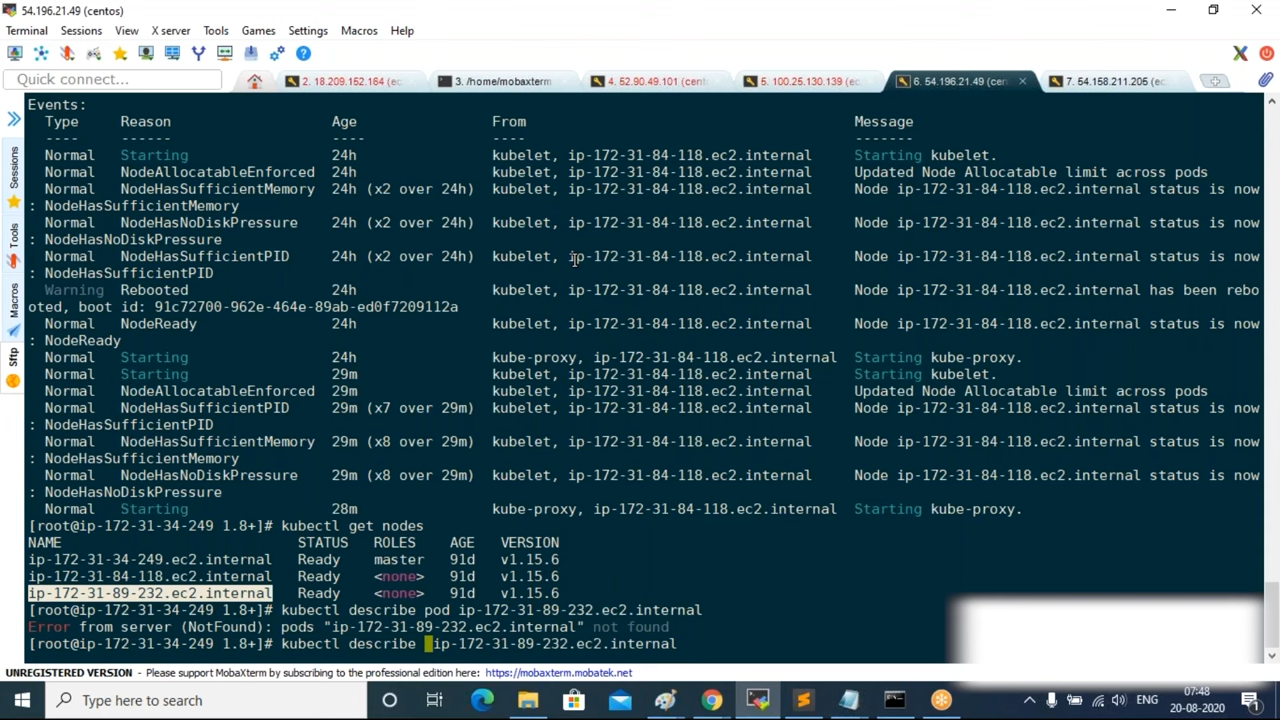 54.196.21.49 (centos)
Terminal Sessions View X server Tools Games Settings Macros Help
Quick connect... 2. 18.209.152.164 (ec 3. /home/mobaxterm 4. 52.90.49.101 (cent 5. 100.25.130.139 (ec 6. 54.196.21.49 (cen 7. 54.158.211.205 (ec
Sessions
Tools
Macros
Sftp
Events:
Type Reason Age From Message
---- ------ ---- ---- -------
Normal Starting 24h kubelet, ip-172-31-84-118.ec2.internal Starting kubelet.
Normal NodeAllocatableEnforced 24h kubelet, ip-172-31-84-118.ec2.internal Updated Node Allocatable limit across pods
Normal NodeHasSufficientMemory 24h (x2 over 24h) kubelet, ip-172-31-84-118.ec2.internal Node ip-172-31-84-118.ec2.internal status is now
: NodeHasSufficientMemory
Normal NodeHasNoDiskPressure 24h (x2 over 24h) kubelet, ip-172-31-84-118.ec2.internal Node ip-172-31-84-118.ec2.internal status is now
: NodeHasNoDiskPressure
Normal NodeHasSufficientPID 24h (x2 over 24h) kubelet, ip-172-31-84-118.ec2.internal Node ip-172-31-84-118.ec2.internal status is now
: NodeHasSufficientPID
Warning Rebooted 24h kubelet, ip-172-31-84-118.ec2.internal Node ip-172-31-84-118.ec2.internal has been rebo
oted, boot id: 91c72700-962e-464e-89ab-ed0f7209112a
Normal NodeReady 24h kubelet, ip-172-31-84-118.ec2.internal Node ip-172-31-84-118.ec2.internal status is now
: NodeReady
Normal Starting 24h kube-proxy, ip-172-31-84-118.ec2.internal Starting kube-proxy.
Normal Starting 29m kubelet, ip-172-31-84-118.ec2.internal Starting kubelet.
Normal NodeAllocatableEnforced 29m kubelet, ip-172-31-84-118.ec2.internal Updated Node Allocatable limit across pods
Normal NodeHasSufficientPID 29m (x7 over 29m) kubelet, ip-172-31-84-118.ec2.internal Node ip-172-31-84-118.ec2.internal status is now
: NodeHasSufficientPID
Normal NodeHasSufficientMemory 29m (x8 over 29m) kubelet, ip-172-31-84-118.ec2.internal Node ip-172-31-84-118.ec2.internal status is now
: NodeHasSufficientMemory
Normal NodeHasNoDiskPressure 29m (x8 over 29m) kubelet, ip-172-31-84-118.ec2.internal Node ip-172-31-84-118.ec2.internal status is now
: NodeHasNoDiskPressure
Normal Starting 28m kube-proxy, ip-172-31-84-118.ec2.internal Starting kube-proxy.
[root@ip-172-31-34-249 1.8+]# kubectl get nodes
NAME STATUS ROLES AGE VERSION
ip-172-31-34-249.ec2.internal Ready master 91d v1.15.6
ip-172-31-84-118.ec2.internal Ready <none> 91d v1.15.6
ip-172-31-89-232.ec2.internal Ready <none> 91d v1.15.6
[root@ip-172-31-34-249 1.8+]# kubectl describe pod ip-172-31-89-232.ec2.internal
Error from server (NotFound): pods "ip-172-31-89-232.ec2.internal" not found
[root@ip-172-31-34-249 1.8+]# kubectl describe ip-172-31-89-232.ec2.internal
UNREGISTERED VERSION - Please support MobaXterm by subscribing to the professional edition here: https://mobaxterm.mobatek.net
Type here to search ENG 07:48
20-08-2020